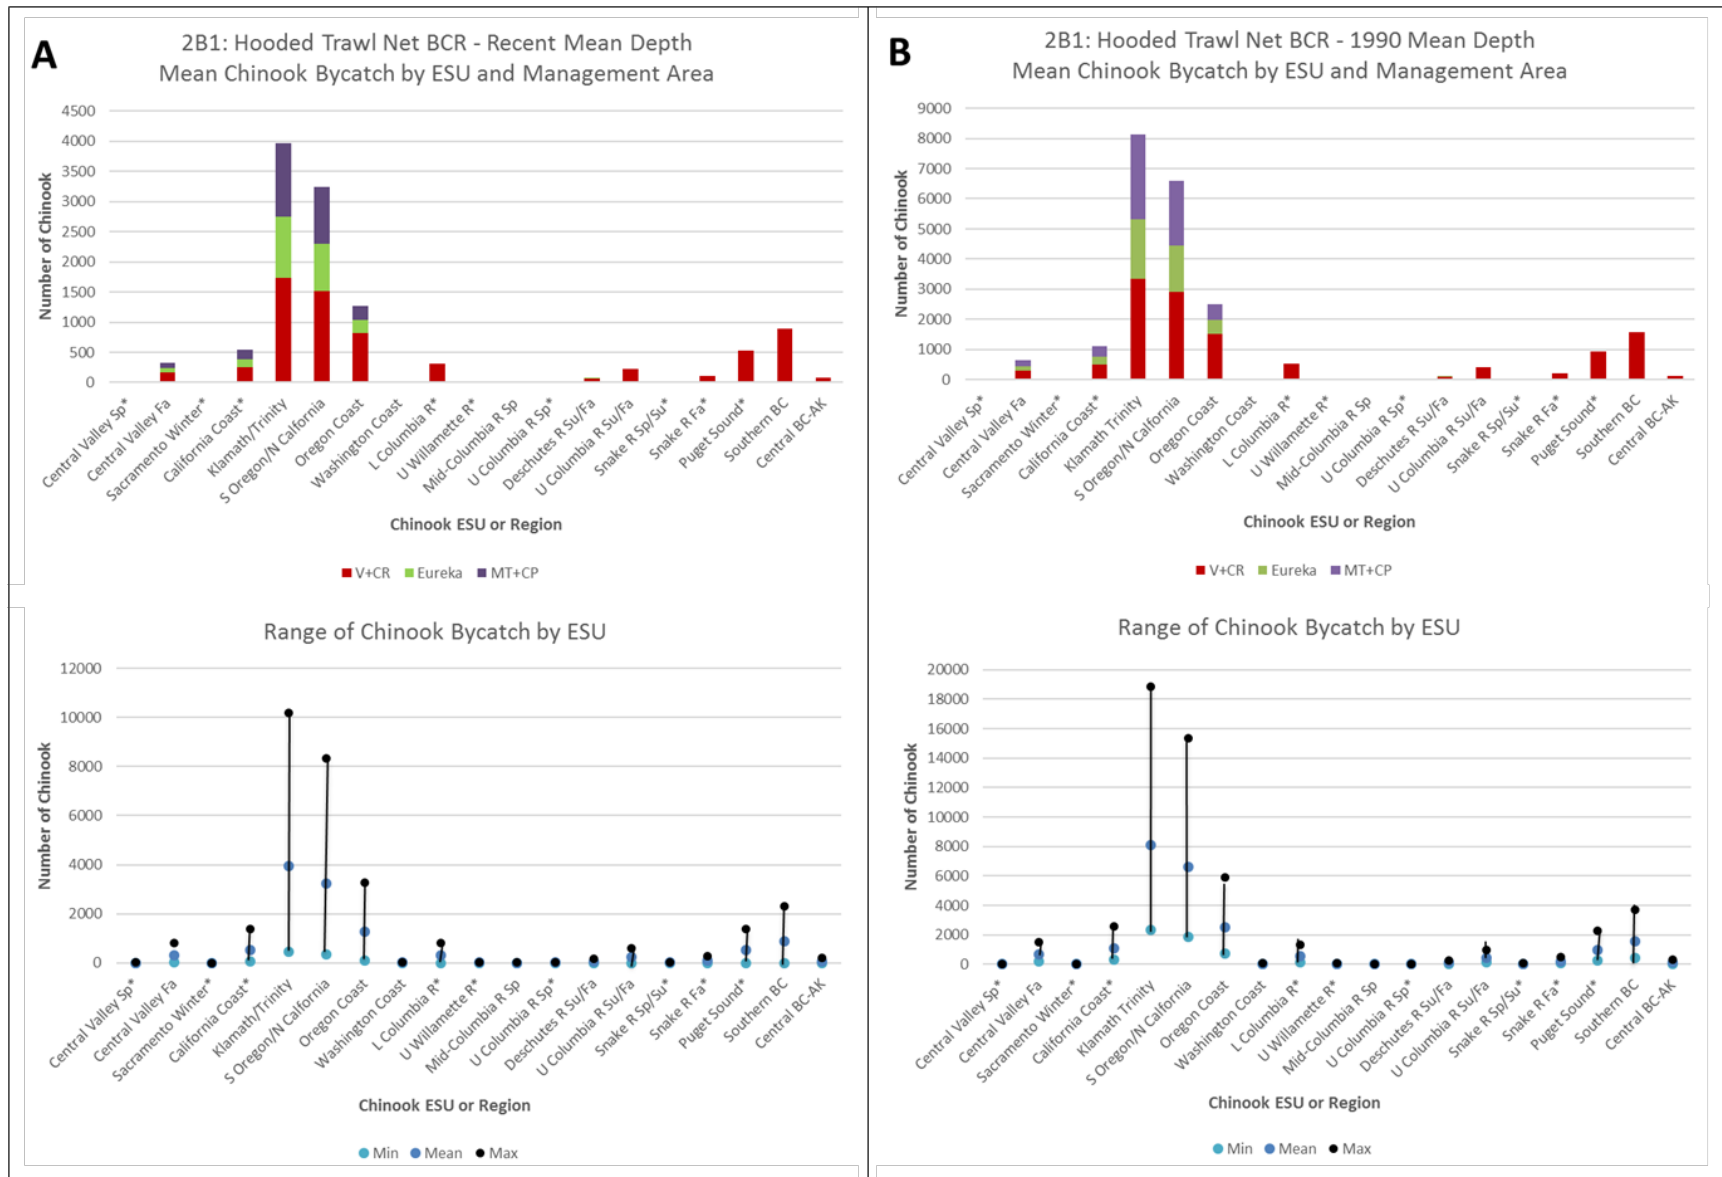 A
2B1: Hooded Trawl Net BCR - Recent Mean Depth
Mean Chinook Bycatch by ESU and Management Area
4500
4000
3500
3000
2500
2000
1500
1000
500
0
Number of Chinook
Central Valley Sp*
Central Valley Fa
Sacramento Winter*
California Coast*
Klamath/Trinity
S Oregon/N Calfornia
Oregon Coast
Washington Coast
L Columbia R*
U Willamette R*
Mid-Columbia R Sp
U Columbia R Sp*
Deschutes R Su/Fa
U Columbia R Su/Fa
Snake R Sp/Su*
Snake R Fa*
Puget Sound*
Southern BC
Central BC-AK
Chinook ESU or Region
V+CR Eureka MT+CP
Range of Chinook Bycatch by ESU
12000
10000
8000
6000
4000
2000
0
Number of Chinook
Central Valley Sp*
Central Valley Fa
Sacramento Winter*
California Coast*
Klamath/Trinity
S Oregon/N California
Oregon Coast
Washington Coast
L Columbia R*
U Willamette R*
Mid-Columbia R Sp
U Columbia R Sp*
Deschutes R Su/Fa
U Columbia R Su/Fa
Snake R Sp/Su*
Snake R Fa*
Puget Sound*
Southern BC
Central BC-AK
Chinook ESU or Region
Min Mean Max
B
2B1: Hooded Trawl Net BCR - 1990 Mean Depth
Mean Chinook Bycatch by ESU and Management Area
9000
8000
7000
6000
5000
4000
3000
2000
1000
0
Number of Chinook
Central Valley Sp*
Central Valley Fa
Sacramento Winter*
California Coast*
Klamath Trinity
S Oregon/N California
Oregon Coast
Washington Coast
L Columbia R*
U Willamette R*
Mid-Columbia R Sp
U Columbia R Sp*
Deschutes R Su/Fa
U Columbia R Su/Fa
Snake R Sp/Su*
Snake R Fa*
Puget Sound*
Southern BC
Central BC-AK
Chinook ESU or Region
V+CR Eureka MT+CP
Range of Chinook Bycatch by ESU
20000
18000
16000
14000
12000
10000
8000
6000
4000
2000
0
Number of Chinook
Central Valley Sp*
Central Valley Fa
Sacramento Winter*
California Coast*
Klamath Trinity
S Oregon/N California
Oregon Coast
Washington Coast
L Columbia R*
U Willamette R*
Mid-Columbia R Sp
U Columbia R Sp*
Deschutes R Su/Fa
U Columbia R Su/Fa
Snake R Sp/Su*
Snake R Fa*
Puget Sound*
Southern BC
Central BC-AK
Chinook ESU or Region
Min Mean Max